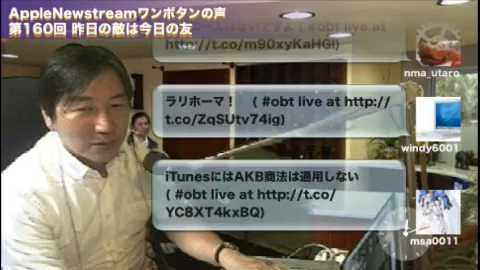 AppleNewstreamワンボタンの声
第160回 昨日の敵は今日の友
( #obt live at
http://t.co/m90xyKaHGl)
nma_utaro
ラリホーマ！ ( #obt live at http://
t.co/ZqSUtv74ig)
windy6001
iTunesにはAKB商法は通用しない
( #obt live at http://t.co/
YC8XT4kxBQ)
msa0011